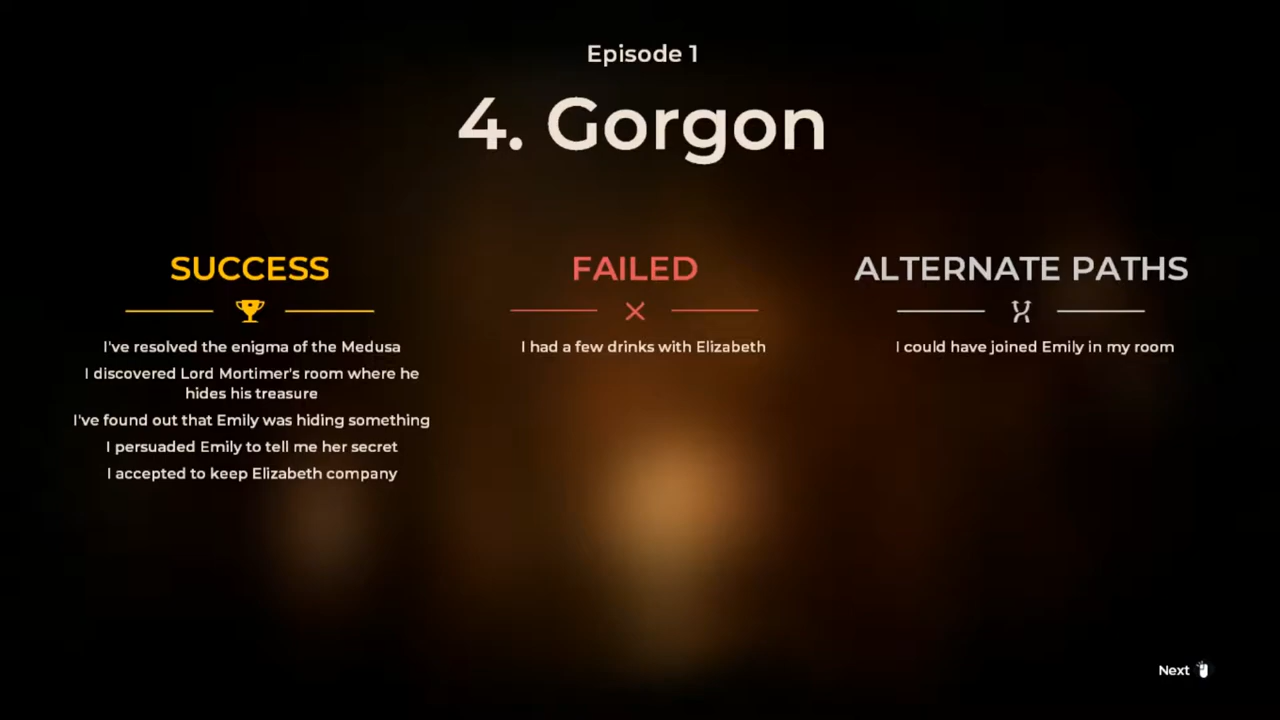 Episode 1
4. Gorgon
SUCCESS
I've resolved the enigma of the Medusa
I discovered Lord Mortimer's room where he
hides his treasure
I've found out that Emily was hiding something
I persuaded Emily to tell me her secret
I accepted to keep Elizabeth company
FAILED
I had a few drinks with Elizabeth
ALTERNATE PATHS
I could have joined Emily in my room
Next